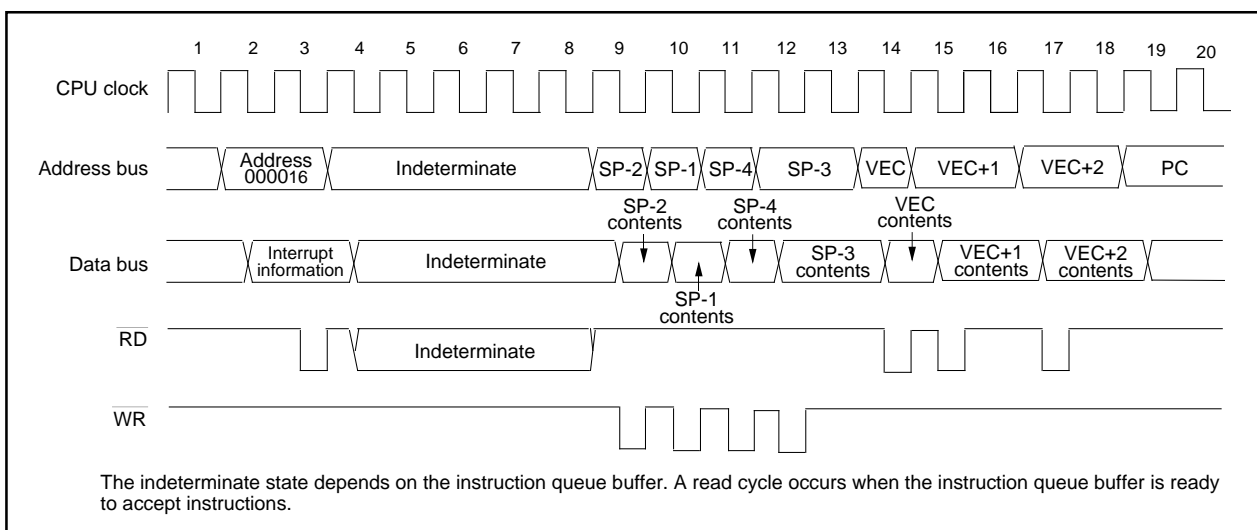 1 2 3 4 5 6 7 8 9 10 11 12 13 14 15 16 17 18 19 20
CPU clock
Address bus
Address
000016
Indeterminate
SP-2
SP-1
SP-4
SP-3
VEC
VEC+1
VEC+2
PC
SP-2
contents
SP-4
contents
VEC
contents
Data bus
Interrupt
information
Indeterminate
SP-3
contents
VEC+1
contents
VEC+2
contents
SP-1
contents
RD
Indeterminate
WR
The indeterminate state depends on the instruction queue buffer. A read cycle occurs when the instruction queue buffer is ready
to accept instructions.